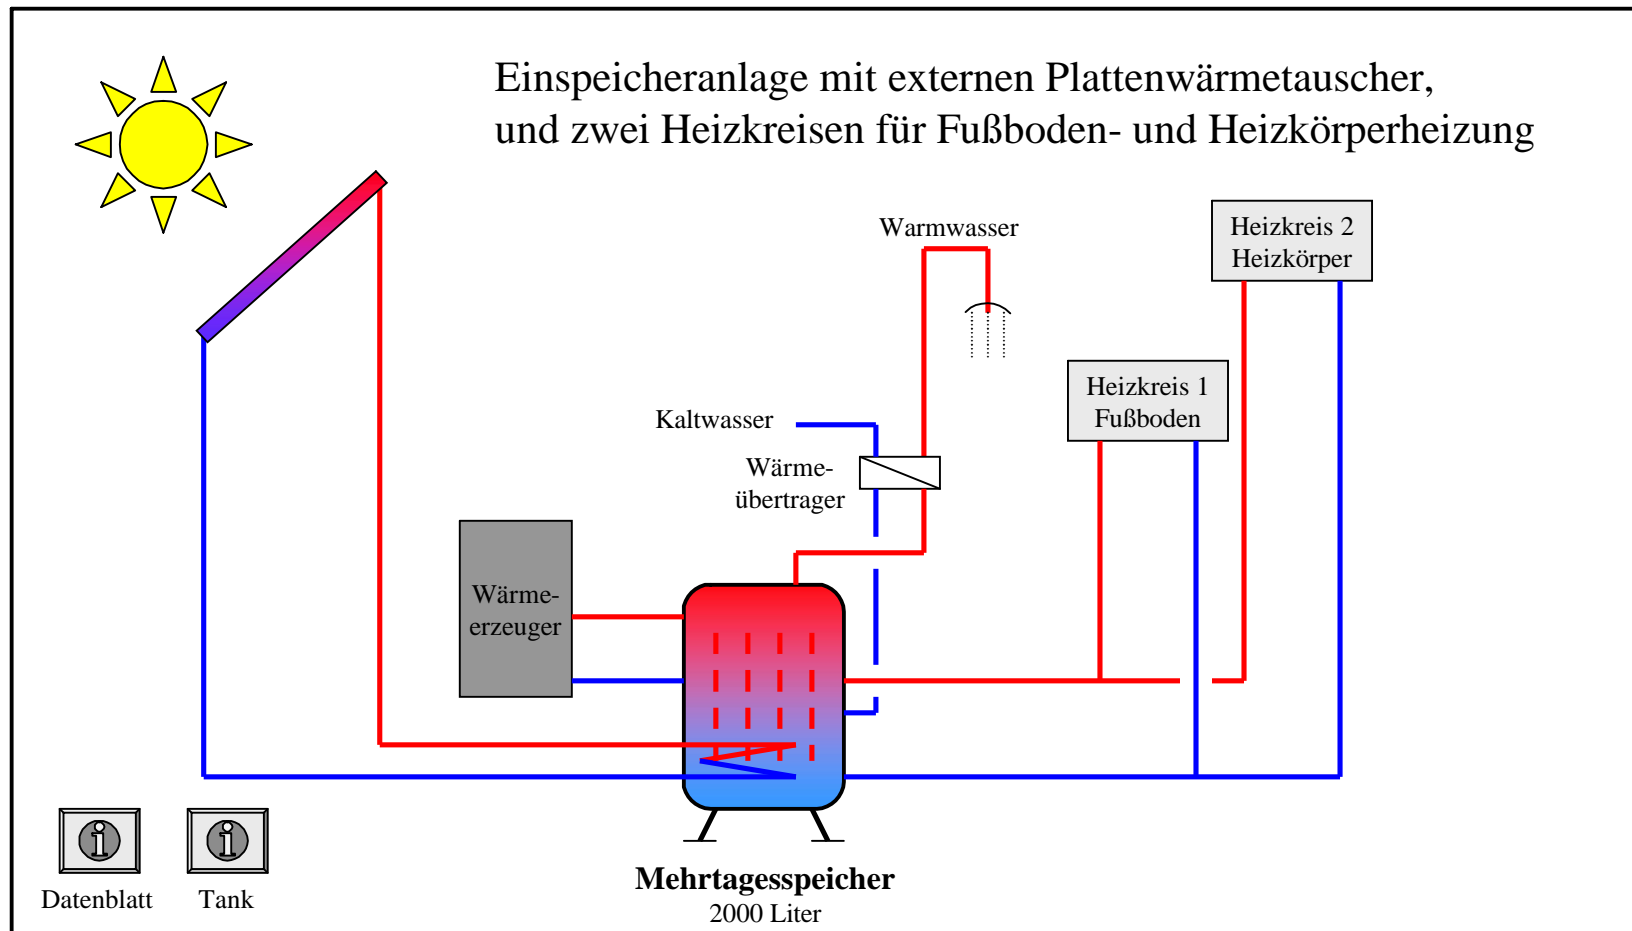 Einspeicheranlage mit externen Plattenwärmetauscher,
und zwei Heizkreisen für Fußboden- und Heizkörperheizung
Warmwasser
Heizkreis 2
Heizkörper
Heizkreis 1
Fußboden
Kaltwasser
Wärme-
übertrager
Wärme-
erzeuger
Mehrtagesspeicher
2000 Liter
Datenblatt
Tank